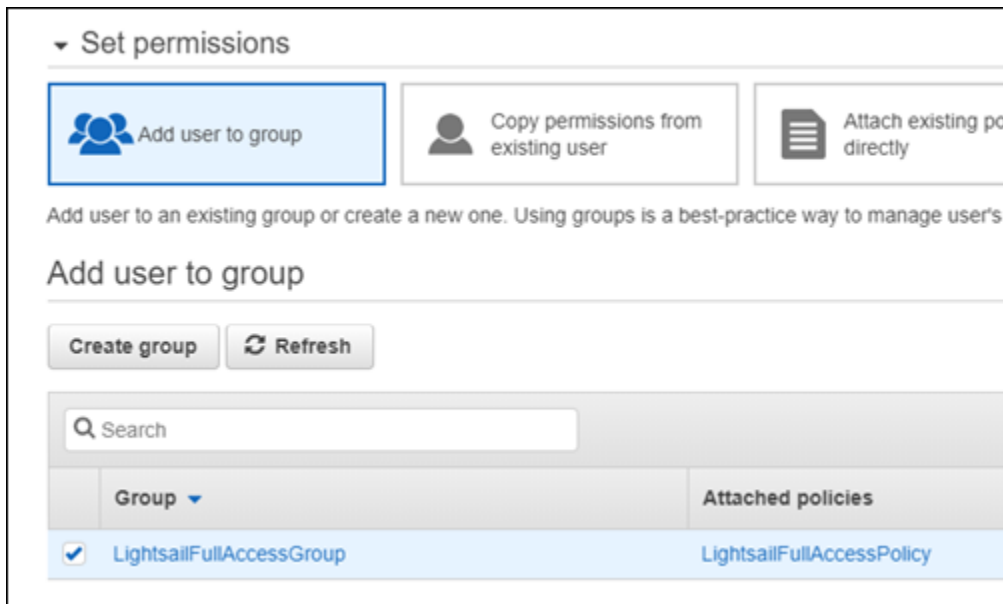 Set permissions
Add user to group
Copy permissions from
existing user
Attach existing po
directly
Add user to an existing group or create a new one. Using groups is a best-practice way to manage user's
Add user to group
Create group
Refresh
Search
Group
Attached policies
LightsailFullAccessGroup
LightsailFullAccessPolicy